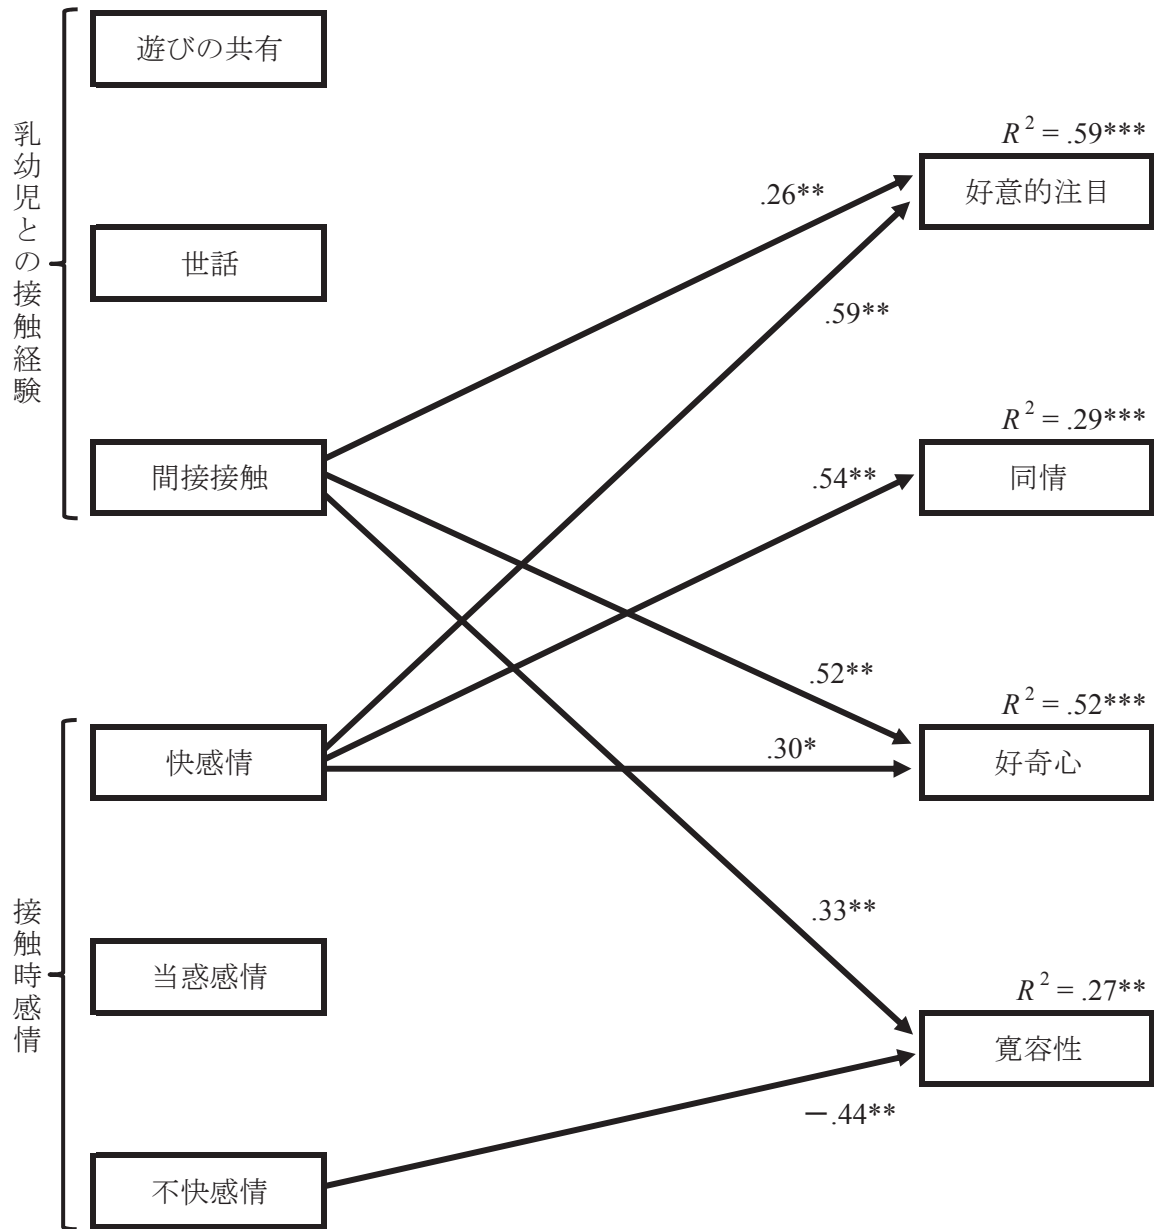 乳幼児との接触経験
遊びの共有
世話
間接接触
接触時感情
快感情
当惑感情
不快感情
.26**
.59**
.54**
.52**
.30*
.33**
－.44**
R² = .59***
好意的注目
R² = .29***
同情
R² = .52***
好奇心
R² = .27**
寛容性